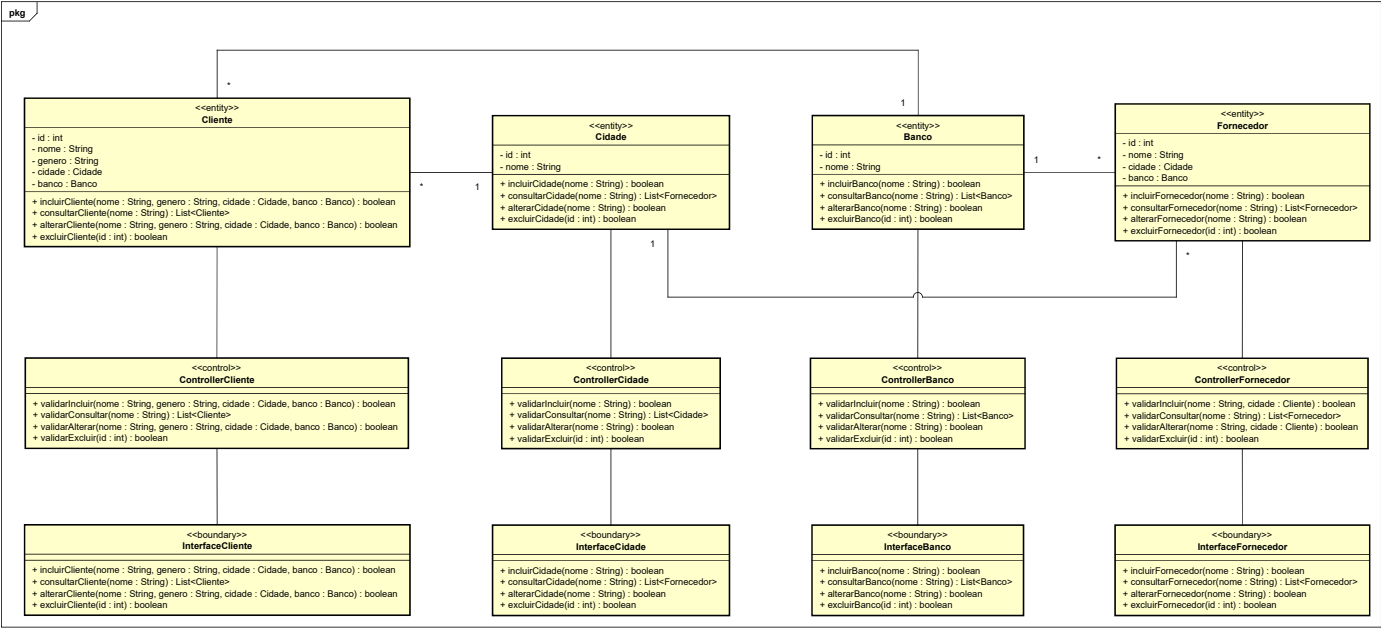 pkg
*
1
<<entity>>
Cliente
- id : int
- nome : String
- genero : String
- cidade : Cidade
- banco : Banco
+ incluirCliente(nome : String, genero : String, cidade : Cidade, banco : Banco) : boolean
+ consultarCliente(nome : String) : List<Cliente>
+ alterarCliente(nome : String, genero : String, cidade : Cidade, banco : Banco) : boolean
+ excluirCliente(id : int) : boolean
*
1
<<entity>>
Cidade
- id : int
- nome : String
+ incluirCidade(nome : String) : boolean
+ consultarCidade(nome : String) : List<Fornecedor>
+ alterarCidade(nome : String) : boolean
+ excluirCidade(id : int) : boolean
1
<<entity>>
Banco
- id : int
- nome : String
+ incluirBanco(nome : String) : boolean
+ consultarBanco(nome : String) : List<Banco>
+ alterarBanco(nome : String) : boolean
+ excluirBanco(id : int) : boolean
1
*
<<entity>>
Fornecedor
- id : int
- nome : String
- cidade : Cidade
- banco : Banco
+ incluirFornecedor(nome : String) : boolean
+ consultarFornecedor(nome : String) : List<Fornecedor>
+ alterarFornecedor(nome : String) : boolean
+ excluirFornecedor(id : int) : boolean
*
<<control>>
ControllerCliente
+ validarIncluir(nome : String, genero : String, cidade : Cidade, banco : Banco) : boolean
+ validarConsultar(nome : String) : List<Cliente>
+ validarAlterar(nome : String, genero : String, cidade : Cidade, banco : Banco) : boolean
+ validarExcluir(id : int) : boolean
<<control>>
ControllerCidade
+ validarIncluir(nome : String) : boolean
+ validarConsultar(nome : String) : List<Cidade>
+ validarAlterar(nome : String) : boolean
+ validarExcluir(id : int) : boolean
<<control>>
ControllerBanco
+ validarIncluir(nome : String) : boolean
+ validarConsultar(nome : String) : List<Banco>
+ validarAlterar(nome : String) : boolean
+ validarExcluir(id : int) : boolean
<<control>>
ControllerFornecedor
+ validarIncluir(nome : String, cidade : Cliente) : boolean
+ validarConsultar(nome : String) : List<Fornecedor>
+ validarAlterar(nome : String, cidade : Cliente) : boolean
+ validarExcluir(id : int) : boolean
<<boundary>>
InterfaceCliente
+ incluirCliente(nome : String, genero : String, cidade : Cidade, banco : Banco) : boolean
+ consultarCliente(nome : String) : List<Cliente>
+ alterarCliente(nome : String, genero : String, cidade : Cidade, banco : Banco) : boolean
+ excluirCliente(id : int) : boolean
<<boundary>>
InterfaceCidade
+ incluirCidade(nome : String) : boolean
+ consultarCidade(nome : String) : List<Fornecedor>
+ alterarCidade(nome : String) : boolean
+ excluirCidade(id : int) : boolean
<<boundary>>
InterfaceBanco
+ incluirBanco(nome : String) : boolean
+ consultarBanco(nome : String) : List<Banco>
+ alterarBanco(nome : String) : boolean
+ excluirBanco(id : int) : boolean
<<boundary>>
InterfaceFornecedor
+ incluirFornecedor(nome : String) : boolean
+ consultarFornecedor(nome : String) : List<Fornecedor>
+ alterarFornecedor(nome : String) : boolean
+ excluirFornecedor(id : int) : boolean